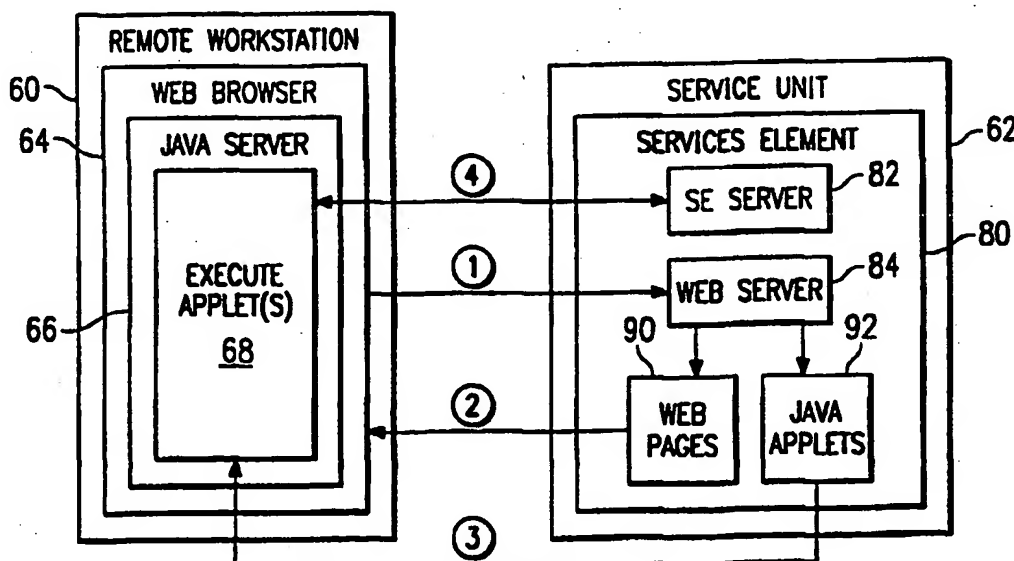 REMOTE WORKSTATION
60
WEB BROWSER
64
JAVA SERVER
EXECUTE
APPLET(S)
68
66
4
1
2
3
SERVICE UNIT
62
SERVICES ELEMENT
82
SE SERVER
80
84
WEB SERVER
90
92
WEB
PAGES
JAVA
APPLETS